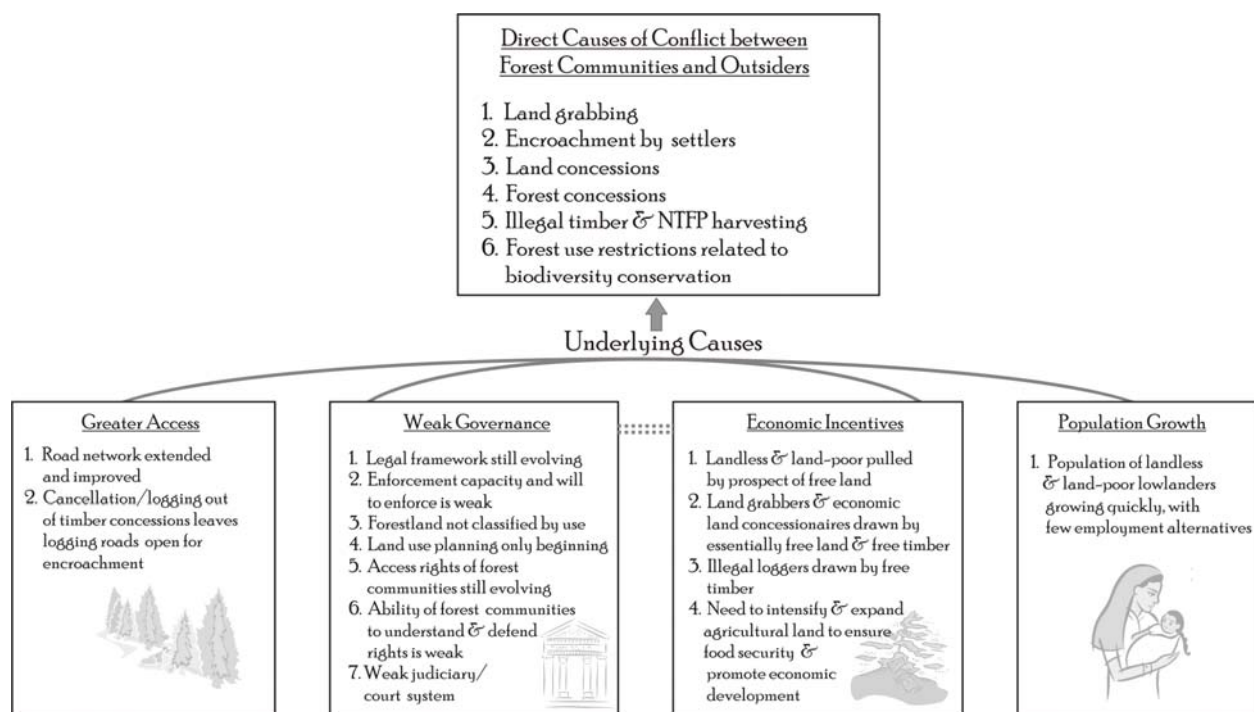 Direct Causes of Conflict between
Forest Communities and Outsiders
1. Land grabbing
2. Encroachment by settlers
3. Land concessions
4. Forest concessions
5. Illegal timber & NTFP harvesting
6. Forest use restrictions related to
biodiversity conservation
Underlying Causes
Greater Access
1. Road network extended
and improved
2. Cancellation/logging out
of timber concessions leaves
logging roads open for
encroachment
Weak Governance
1. Legal framework still evolving
2. Enforcement capacity and will
to enforce is weak
3. Forestland not classified by use
4. Land use planning only beginning
5. Access rights of forest
communities still evolving
6. Ability of forest communities
to understand & defend
rights is weak
7. Weak judiciary/
court system
Economic Incentives
1. Landless & land-poor pulled
by prospect of free land
2. Land grabbers & economic
land concessionaires drawn by
essentially free land & free timber
3. Illegal loggers drawn by free
timber
4. Need to intensify & expand
agricultural land to ensure
food security &
promote economic
development
Population Growth
1. Population of landless
& land-poor lowlanders
growing quickly, with
few employment alternatives